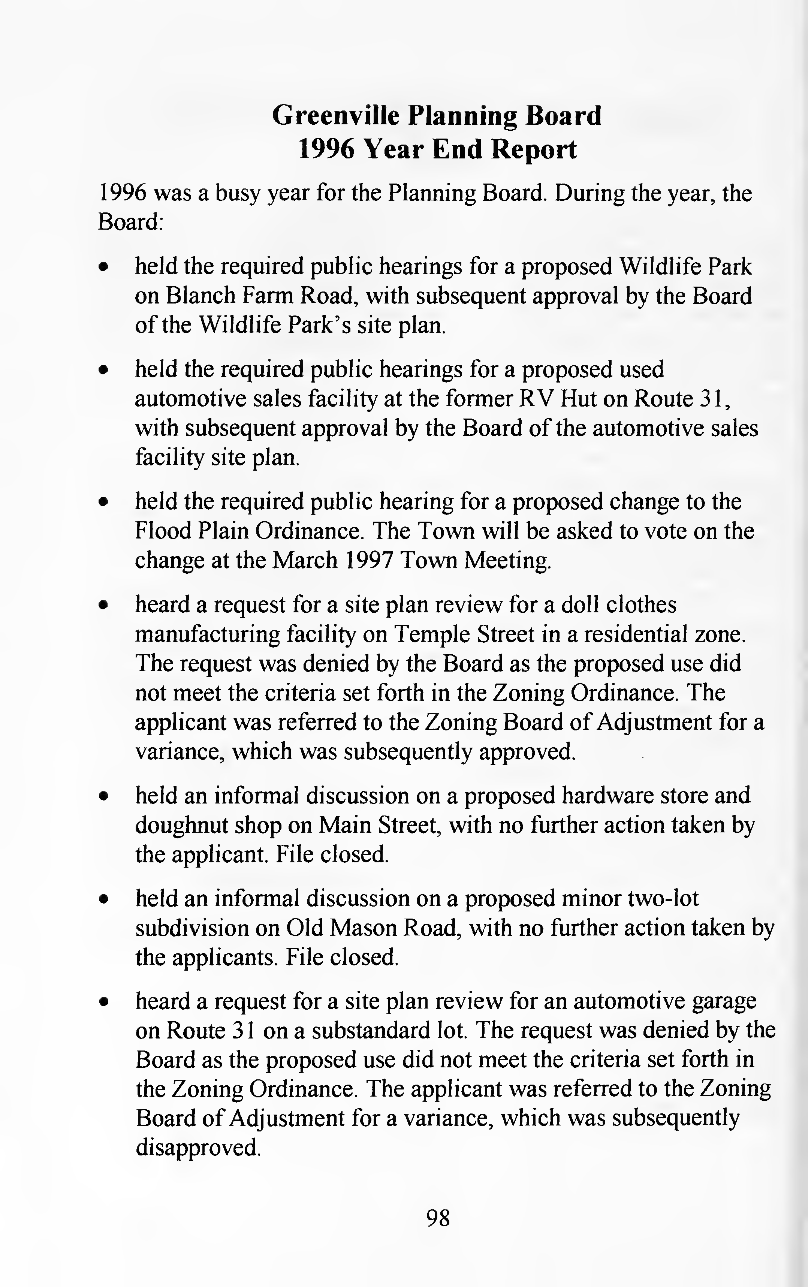 Greenville Planning Board
1996 Year End Report
1996 was a busy year for the Planning Board. During the year, the
Board:
• held the required public hearings for a proposed Wildlife Park
on Blanch Farm Road, with subsequent approval by the Board
of the Wildlife Park's site plan.
• held the required public hearings for a proposed used
automotive sales facility at the former RV Hut on Route 31,
with subsequent approval by the Board of the automotive sales
facility site plan.
• held the required public hearing for a proposed change to the
Flood Plain Ordinance. The Town will be asked to vote on the
change at the March 1997 Town Meeting.
• heard a request for a site plan review for a doll clothes
manufacturing facility on Temple Street in a residential zone.
The request was denied by the Board as the proposed use did
not meet the criteria set forth in the Zoning Ordinance. The
applicant was referred to the Zoning Board of Adjustment for a
variance, which was subsequently approved.
• held an informal discussion on a proposed hardware store and
doughnut shop on Main Street, with no further action taken by
the applicant. File closed.
• held an informal discussion on a proposed minor two-lot
subdivision on Old Mason Road, with no further action taken by
the applicants. File closed.
• heard a request for a site plan review for an automotive garage
on Route 31 on a substandard lot. The request was denied by the
Board as the proposed use did not meet the criteria set forth in
the Zoning Ordinance. The applicant was referred to the Zoning
Board of Adjustment for a variance, which was subsequently
disapproved.
98